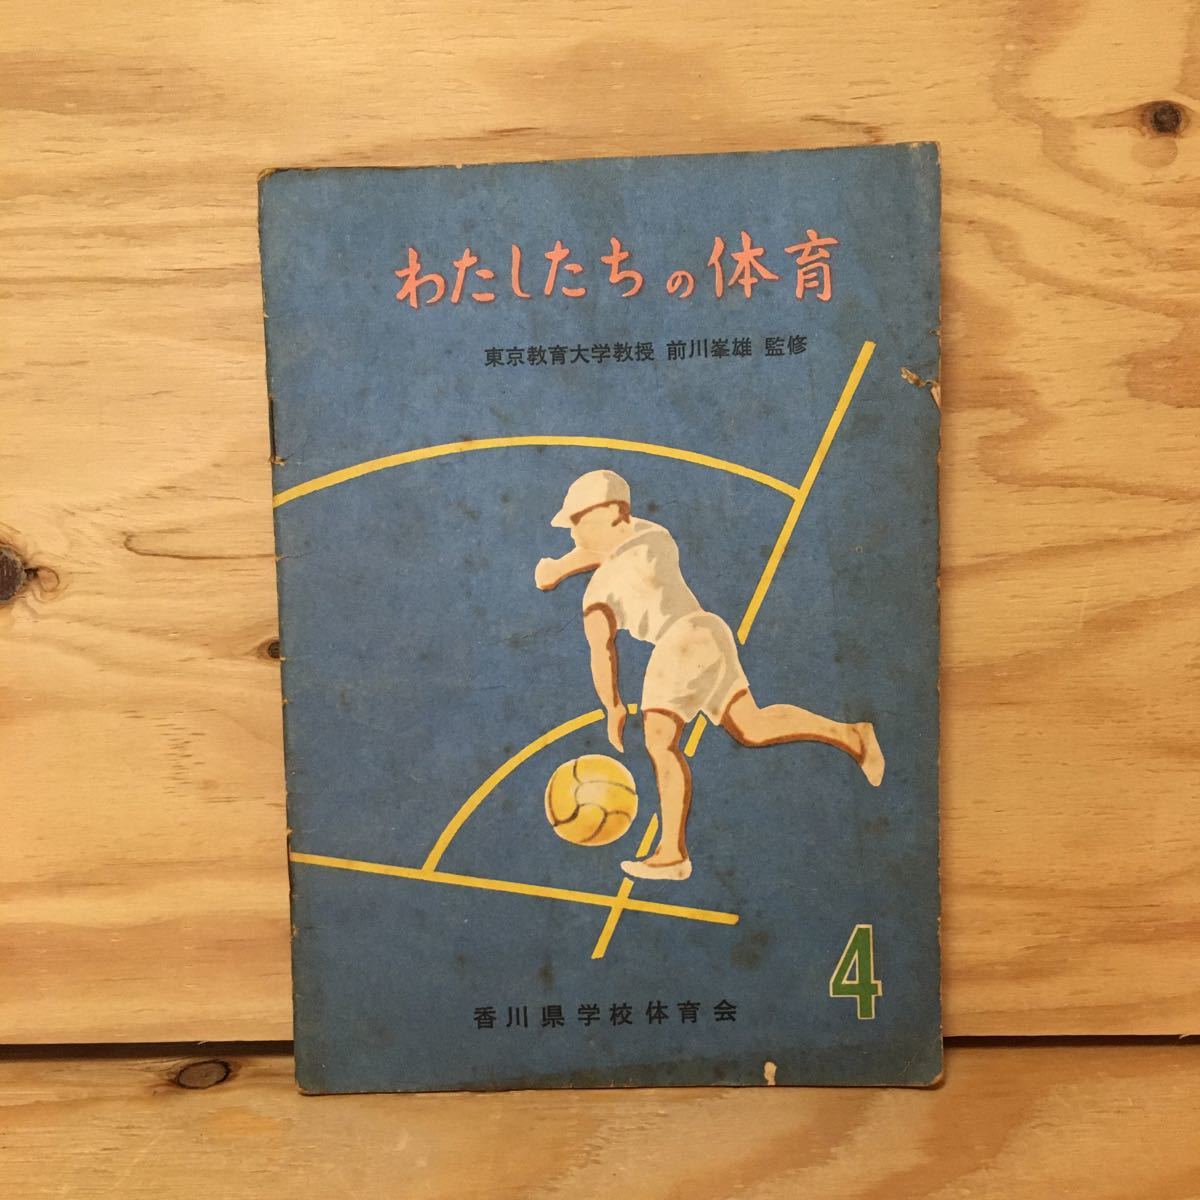 わたしたちの体育
東京教育大学教授 前川峯雄 監修
4
香川県学校体育会